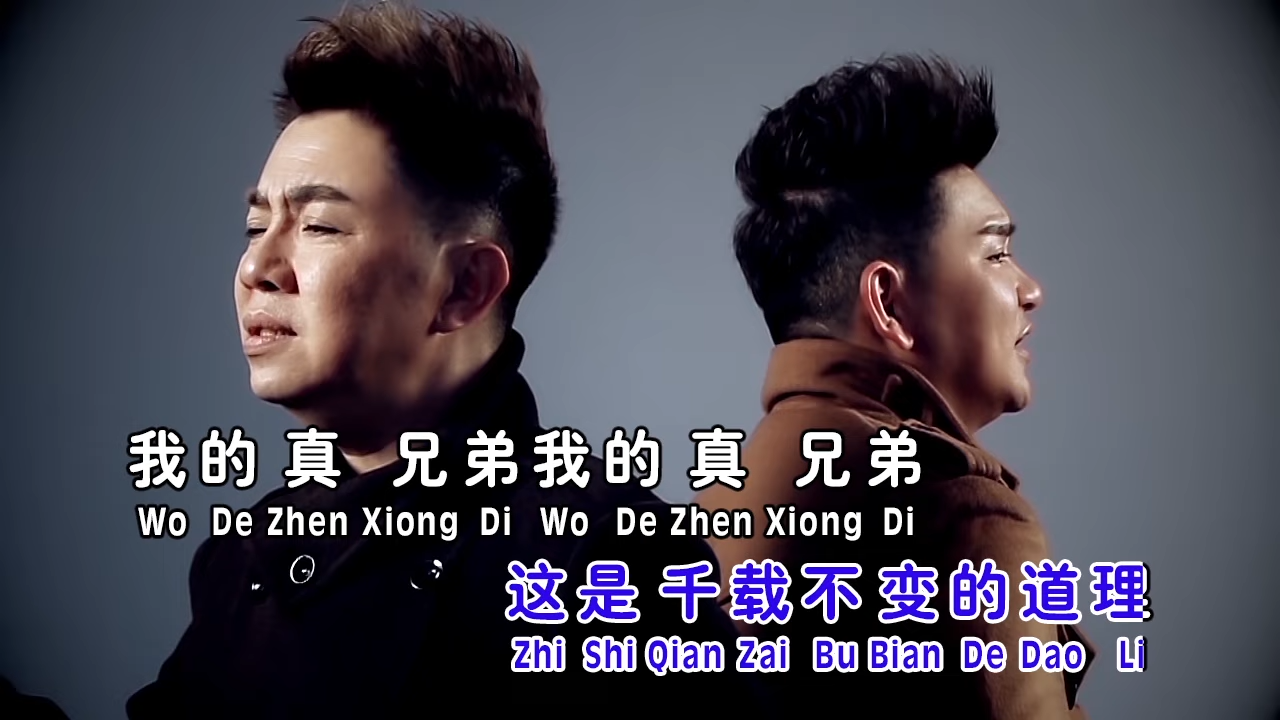 我的 真 兄弟我的 真 兄弟
Wo De Zhen Xiong Di Wo De Zhen Xiong Di
这是 千载不变的道理
Zhi Shi Qian Zai Bu Bian De Dao Li